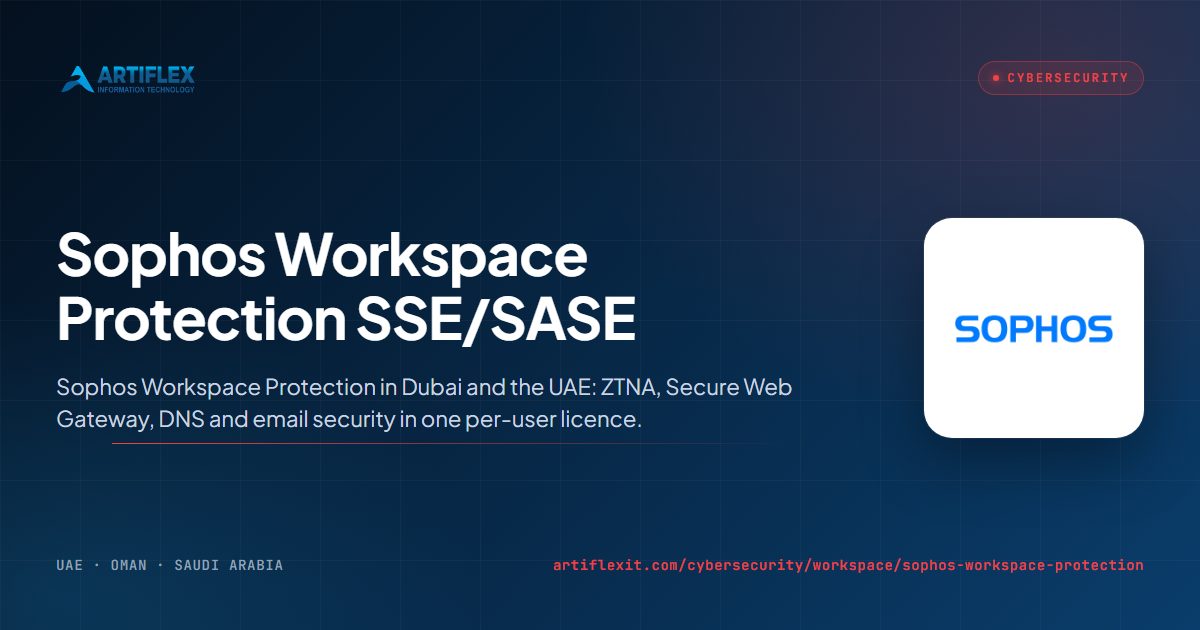 ARTIFLEX
INFORMATION TECHNOLOGY
CYBERSECURITY
Sophos Workspace
Protection SSE/SASE
SOPHOS
Sophos Workspace Protection in Dubai and the UAE: ZTNA, Secure Web
Gateway, DNS and email security in one per-user licence.
UAE · OMAN · SAUDI ARABIA
artiflexit.com/cybersecurity/workspace/sophos-workspace-protection